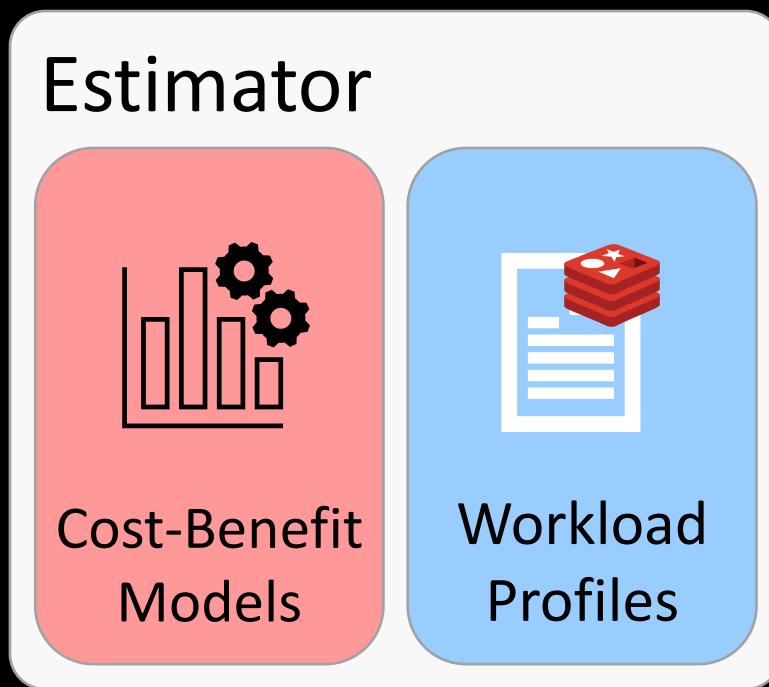 Estimator
Cost-Benefit
Models
Workload
Profiles